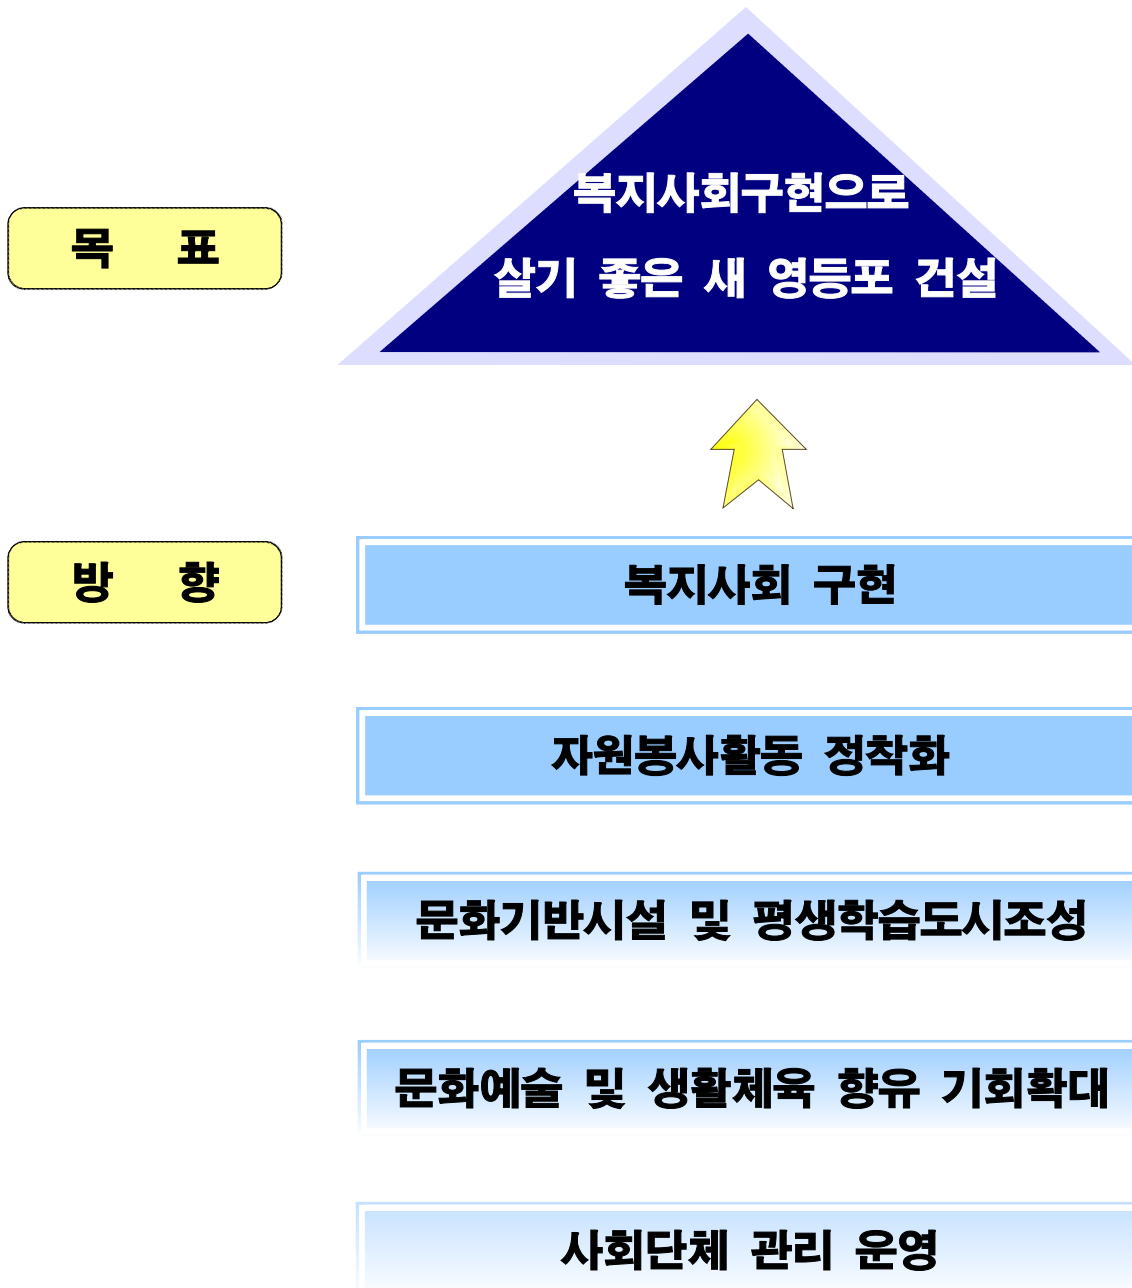 복지사회구현으로
목 표
살기 좋은 새 영등포 건설
방 향
복지사회 구현
자원봉사활동 정착화
문화기반시설 및 평생학습도시조성
문화예술 및 생활체육 향유 기회확대
사회단체 관리 운영